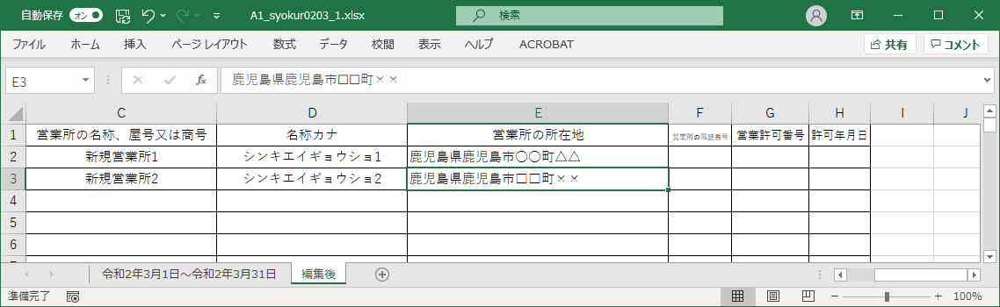 自動保存 オン A1_syokur0203_1.xlsx 検索
ファイル ホーム 挿入 ページ レイアウト 数式 データ 校閲 表示 ヘルプ ACROBAT 共有 コメント
E3 fx 鹿児島県鹿児島市□□町××
C D E F G H I J
1 営業所の名称、屋号又は商号 名称カナ 営業所の所在地 営業所の電話番号 営業許可番号 許可年月日
2 新規営業所1 シンキエイギョウショ1 鹿児島県鹿児島市〇〇町△△
3 新規営業所2 シンキエイギョウショ2 鹿児島県鹿児島市□□町××
4
5
6
令和2年3月1日～令和2年3月31日 編集後
準備完了 100%